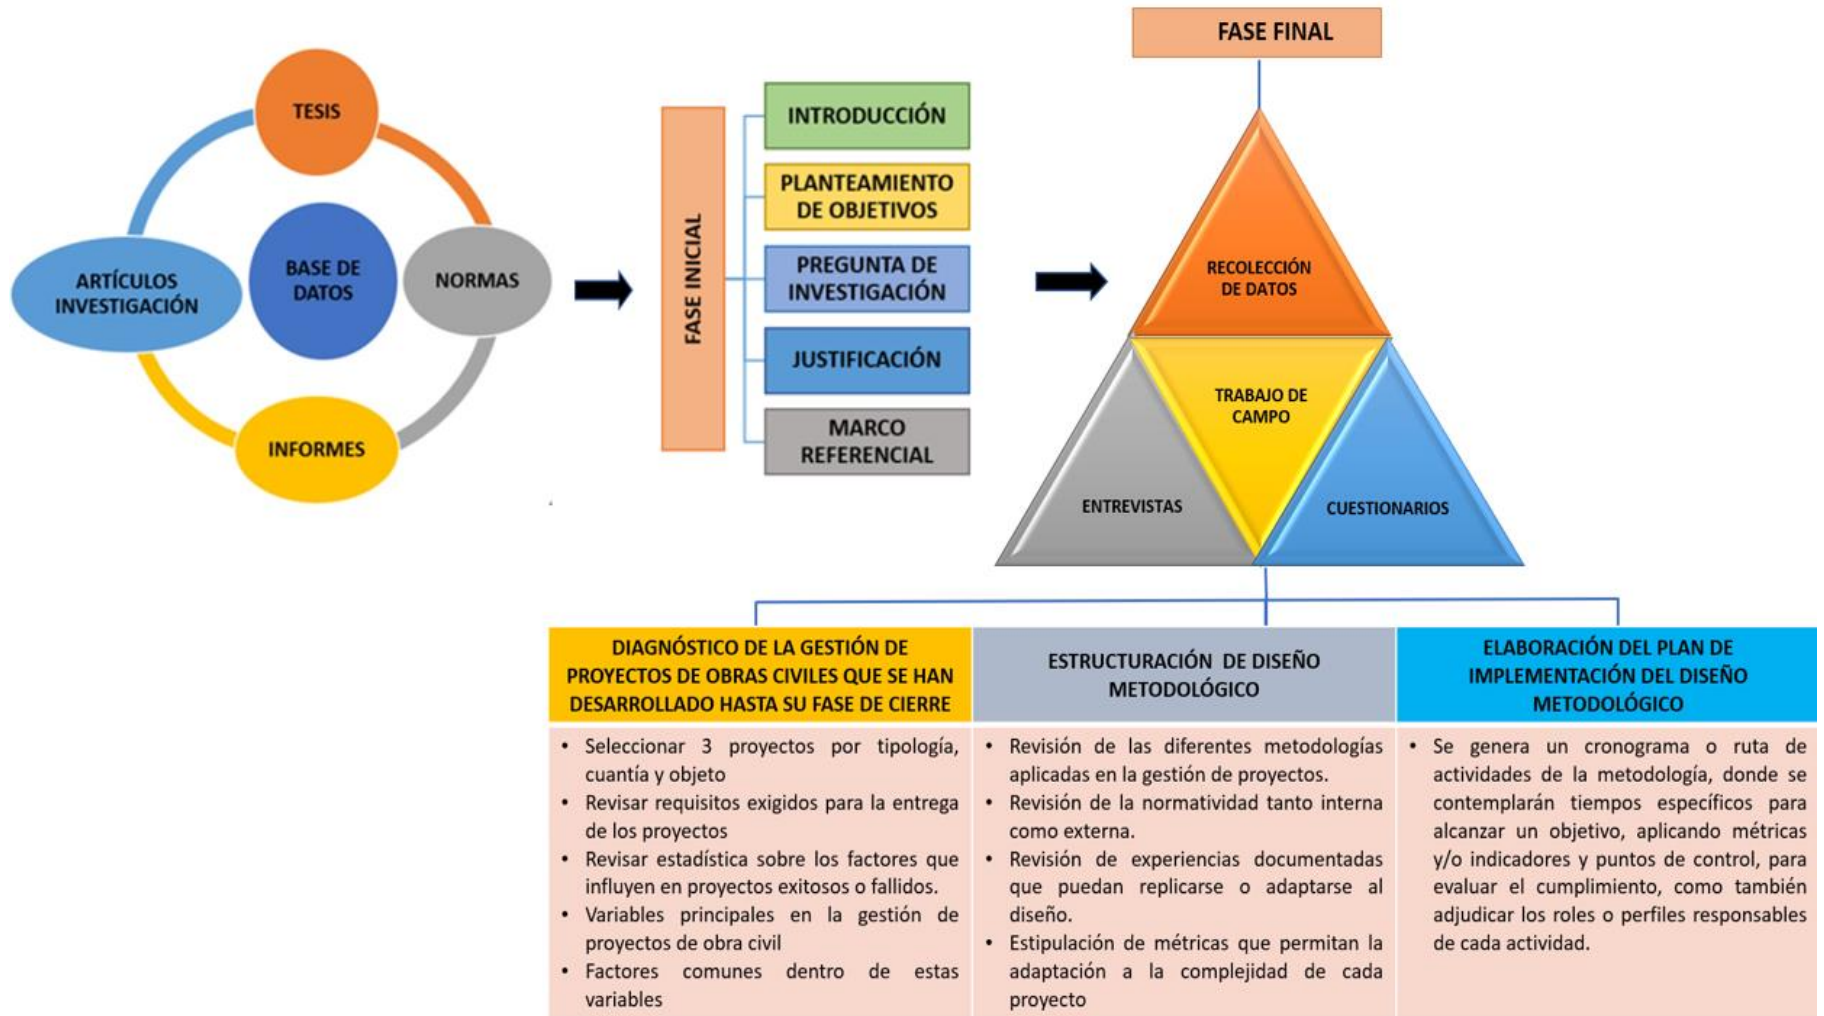 TESIS
ARTÍCULOS
INVESTIGACIÓN
BASE DE
DATOS
NORMAS
INFORMES
FASE INICIAL
INTRODUCCIÓN
PLANTEAMIENTO
DE OBJETIVOS
PREGUNTA DE
INVESTIGACIÓN
JUSTIFICACIÓN
MARCO
REFERENCIAL
FASE FINAL
RECOLECCIÓN
DE DATOS
TRABAJO DE
CAMPO
ENTREVISTAS
CUESTIONARIOS
DIAGNÓSTICO DE LA GESTIÓN DE
PROYECTOS DE OBRAS CIVILES QUE SE HAN
DESARROLLADO HASTA SU FASE DE CIERRE
• Seleccionar 3 proyectos por tipología,
cuantía y objeto
• Revisar requisitos exigidos para la entrega
de los proyectos
• Revisar estadística sobre los factores que
influyen en proyectos exitosos o fallidos.
• Variables principales en la gestión de
proyectos de obra civil
• Factores comunes dentro de estas
variables
ESTRUCTURACIÓN DE DISEÑO
METODOLÓGICO
• Revisión de las diferentes metodologías
aplicadas en la gestión de proyectos.
• Revisión de la normatividad tanto interna
como externa.
• Revisión de experiencias documentadas
que puedan replicarse o adaptarse al
diseño.
• Estipulación de métricas que permitan la
adaptación a la complejidad de cada
proyecto
ELABORACIÓN DEL PLAN DE
IMPLEMENTACIÓN DEL DISEÑO
METODOLÓGICO
• Se genera un cronograma o ruta de
actividades de la metodología, donde se
contemplarán tiempos específicos para
alcanzar un objetivo, aplicando métricas
y/o indicadores y puntos de control, para
evaluar el cumplimiento, como también
adjudicar los roles o perfiles responsables
de cada actividad.